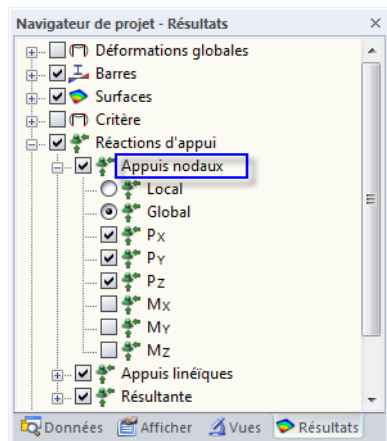 Navigateur de projet - Résultats
Déformations globales
Barres
Surfaces
Critère
Réactions d'appui
Appuis nodaux
Local
Global
PX
PY
PZ
MX
MY
MZ
Appuis linéïques
Résultante
Données Afficher Vues Résultats